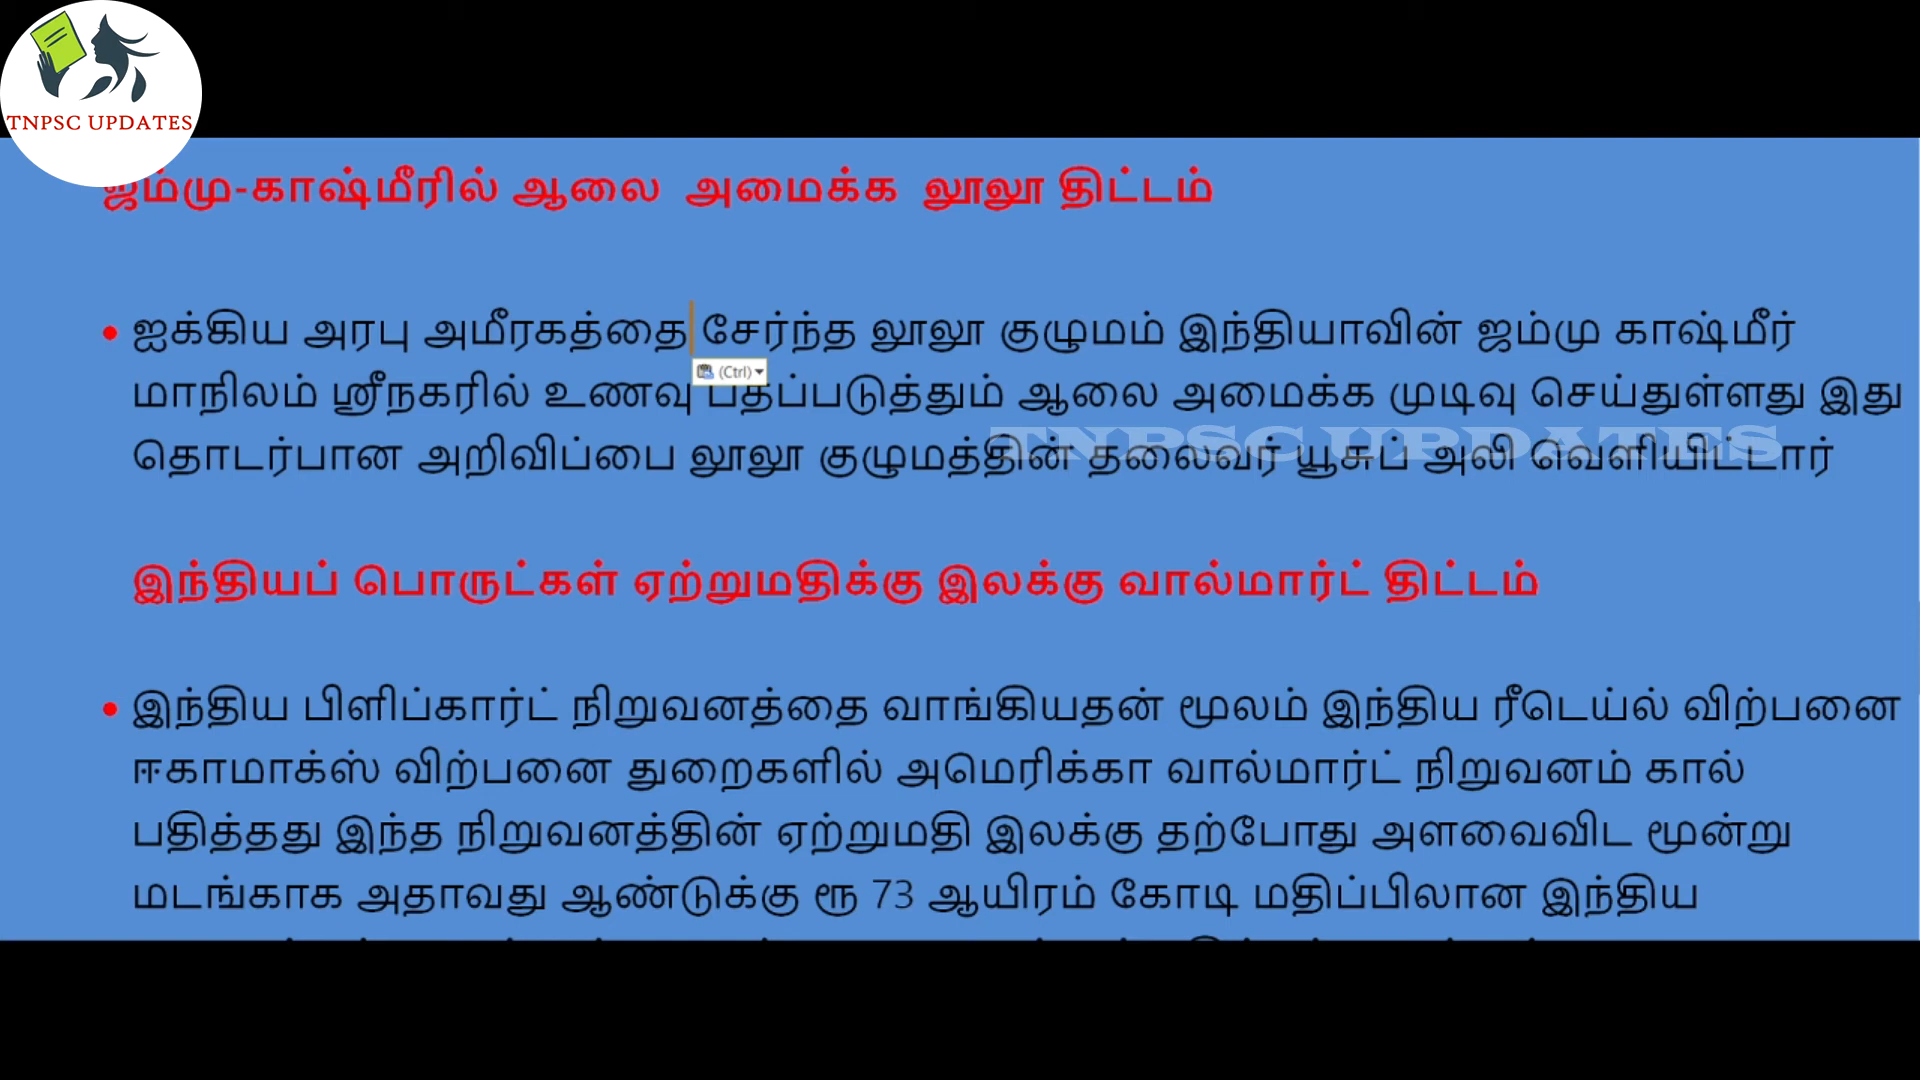 TNPSC UPDATES
ஜம்மு-காஷ்மீரில் ஆலை அமைக்க லூலூ திட்டம்
ஐக்கிய அரபு அமீரகத்தை சேர்ந்த லூலூ குழுமம் இந்தியாவின் ஜம்மு காஷ்மீர்
(Ctrl)
மாநிலம் ஸ்ரீநகரில் உணவு பதப்படுத்தும் ஆலை அமைக்க முடிவு செய்துள்ளது இது
TNPSC UPDATES
தொடர்பான அறிவிப்பை லூலூ குழுமத்தின் தலைவர் யூசுப் அலி வெளியிட்டார்
இந்தியப் பொருட்கள் ஏற்றுமதிக்கு இலக்கு வால்மார்ட் திட்டம்
இந்திய பிளிப்கார்ட் நிறுவனத்தை வாங்கியதன் மூலம் இந்திய ரீடெய்ல் விற்பனை
ஈகாமாக்ஸ் விற்பனை துறைகளில் அமெரிக்கா வால்மார்ட் நிறுவனம் கால்
பதித்தது இந்த நிறுவனத்தின் ஏற்றுமதி இலக்கு தற்போது அளவைவிட மூன்று
மடங்காக அதாவது ஆண்டுக்கு ரூ 73 ஆயிரம் கோடி மதிப்பிலான இந்திய